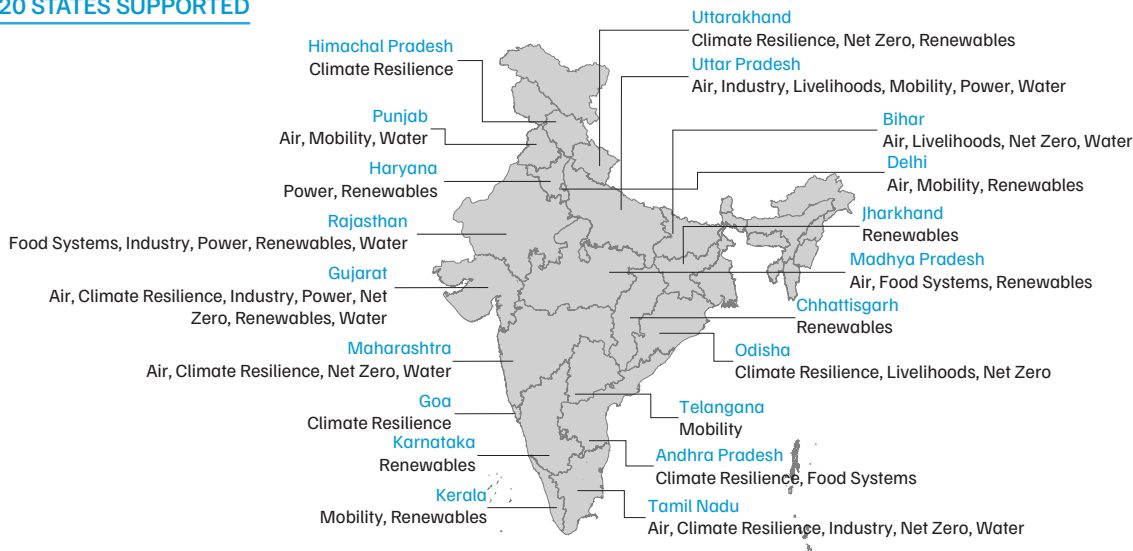 20 STATES SUPPORTED
Himachal Pradesh
Climate Resilience
Punjab
Air, Mobility, Water
Haryana
Power, Renewables
Rajasthan
Food Systems, Industry, Power, Renewables, Water
Gujarat
Air, Climate Resilience, Industry, Power, Net
Zero, Renewables, Water
Maharashtra
Air, Climate Resilience, Net Zero, Water
Goa
Climate Resilience
Karnataka
Renewables
Kerala
Mobility, Renewables
Uttarakhand
Climate Resilience, Net Zero, Renewables
Uttar Pradesh
Air, Industry, Livelihoods, Mobility, Power, Water
Bihar
Air, Livelihoods, Net Zero, Water
Delhi
Air, Mobility, Renewables
Jharkhand
Renewables
Madhya Pradesh
Air, Food Systems, Renewables
Chhattisgarh
Renewables
Odisha
Climate Resilience, Livelihoods, Net Zero
Telangana
Mobility
Andhra Pradesh
Climate Resilience, Food Systems
Tamil Nadu
Air, Climate Resilience, Industry, Net Zero, Water